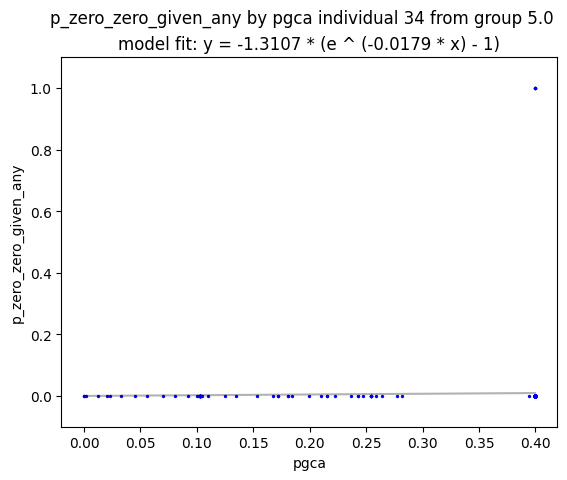 p_zero_zero_given_any by pgca individual 34 from group 5.0
model fit: y = -1.3107 * (e ^ (-0.0179 * x) - 1)
1.0
0.8
0.6
0.4
0.2
0.0
p_zero_zero_given_any
0.00 0.05 0.10 0.15 0.20 0.25 0.30 0.35 0.40
pgca